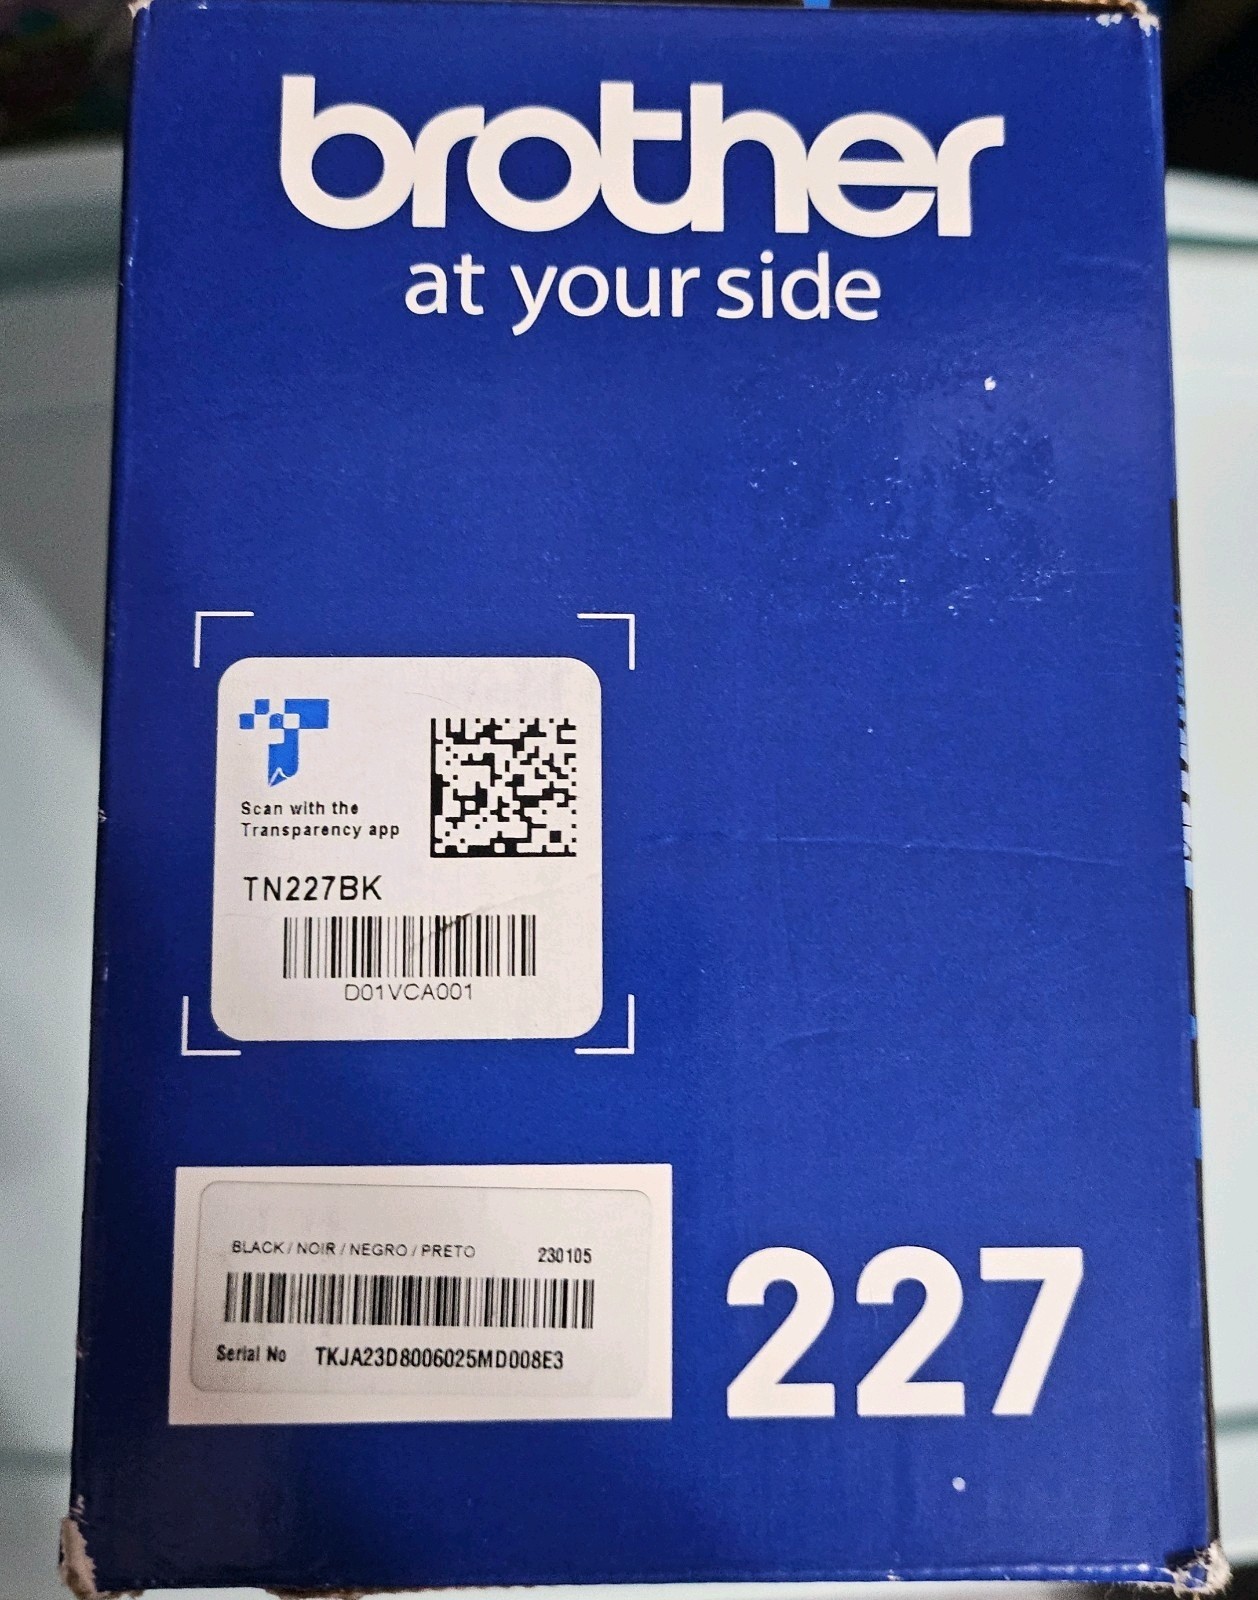 brother
at your side
Scan with the
Transparency app
TN227BK
D01VCA001
BLACK / NOIR / NEGRO / PRETO 230105
Serial No TKJA23D8006025MD008E3
227